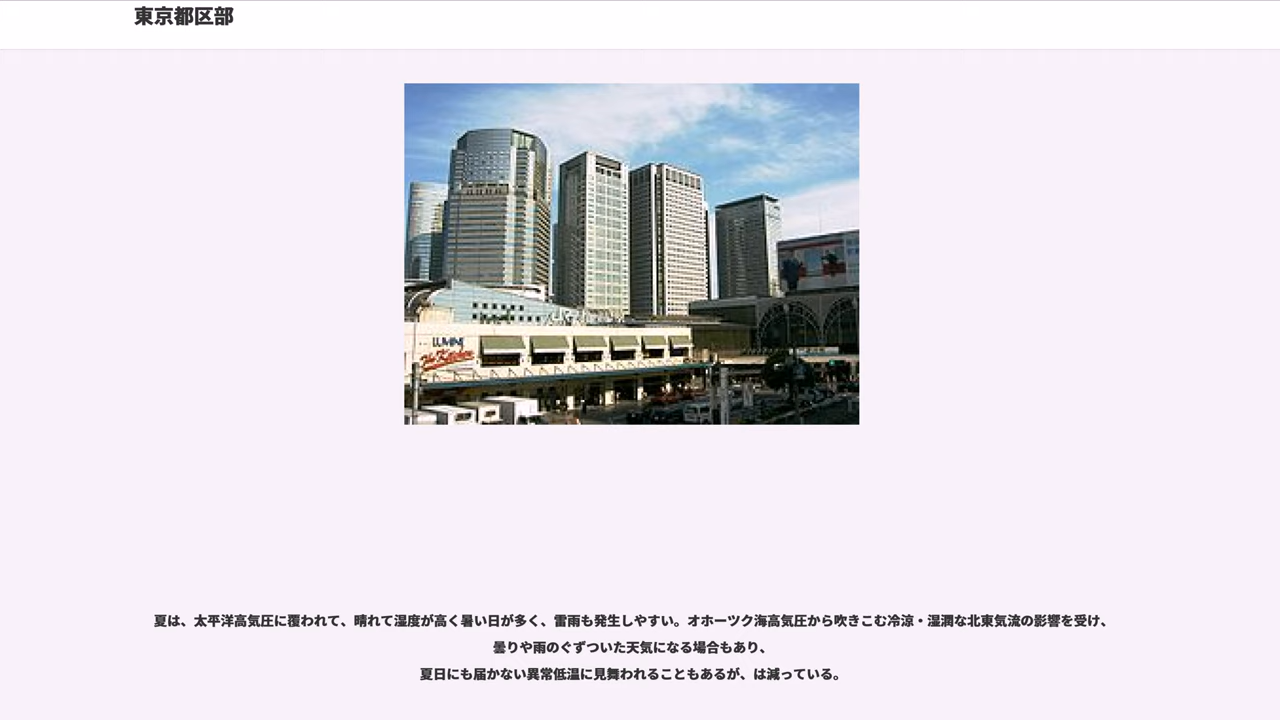 東京都区部
LUMINE
The Kitchen
夏は、太平洋高気圧に覆われて、晴れて湿度が高く暑い日が多く、雷雨も発生しやすい。オホーツク海高気圧から吹きこむ冷涼・湿潤な北東気流の影響を受け、
曇りや雨のぐずついた天気になる場合もあり、
夏日にも届かない異常低温に見舞われることもあるが、は減っている。